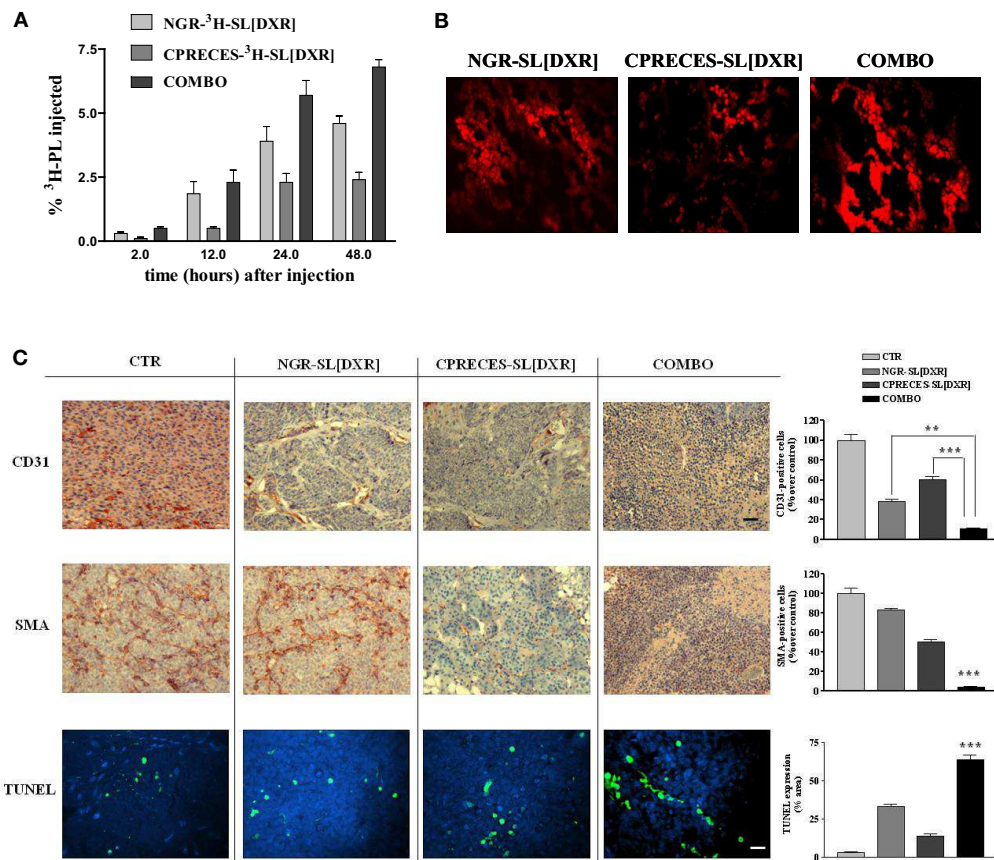 A
NGR-³H-SL[DXR]
CPRECES-³H-SL[DXR]
COMBO
7.5
5.0
2.5
0.0
% ³H-PL injected
2.0 12.0 24.0 48.0
time (hours) after injection
B
NGR-SL[DXR] CPRECES-SL[DXR] COMBO
C
CTR NGR-SL[DXR] CPRECES-SL[DXR] COMBO
CD31
SMA
TUNEL
CTR
NGR-SL[DXR]
CPRECES-SL[DXR]
COMBO
CD31-positive cells
(% over control)
120
100
80
60
40
20
0
**
***
SMA-positive cells
(% over control)
120
100
80
60
40
20
0
***
TUNEL expression
(% area)
75
50
25
0
***